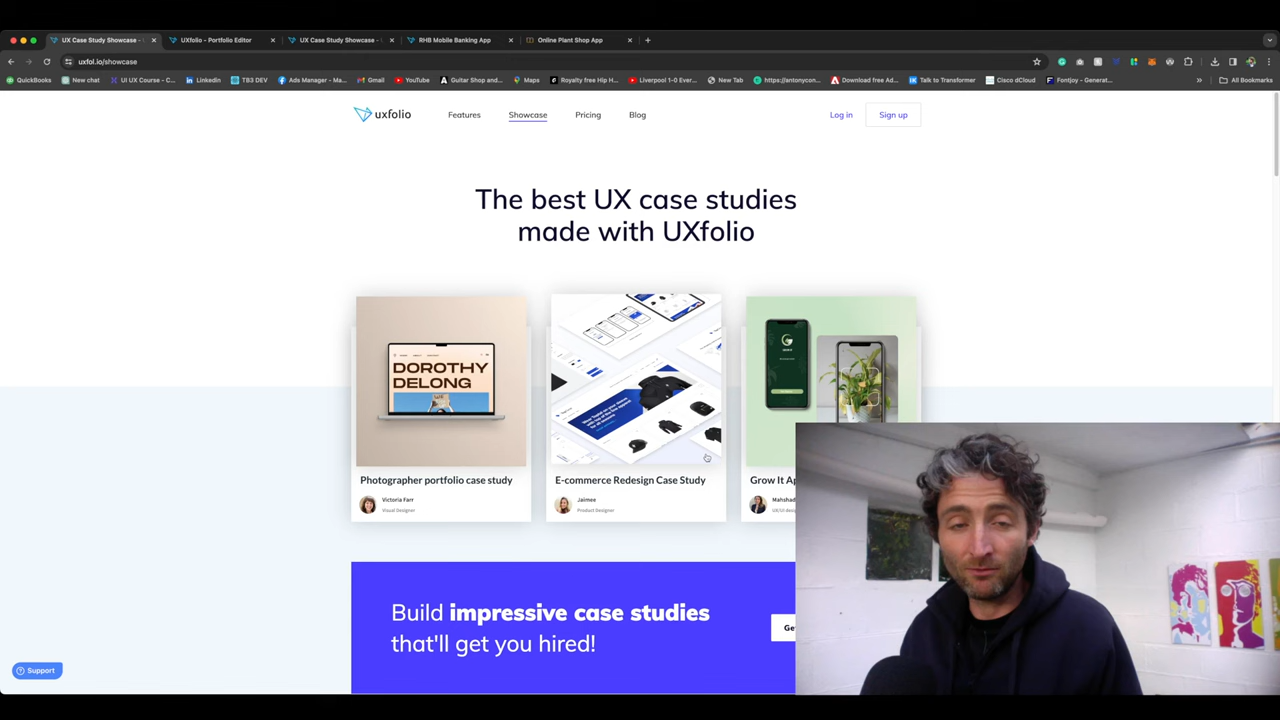 UX Case Study Showcase -
UXfolio - Portfolio Editor
UX Case Study Showcase -
RHB Mobile Banking App
Online Plant Shop App
uxfol.io/showcase
QuickBooks
New chat
UI UX Course - C...
LinkedIn
TB3 DEV
Ads Manager - Ma...
Gmail
YouTube
Guitar Shop and...
Maps
Royalty free Hip H...
Liverpool 1-0 Ever...
New Tab
https://antonycon...
Download free Ad...
Talk to Transformer
Cisco dCloud
Fontjoy – Generat...
All Bookmarks
uxfolio
Features
Showcase
Pricing
Blog
Log in
Sign up
The best UX case studies
made with UXfolio
DOROTHY
DELONG
Photographer portfolio case study
Victoria Farr
Visual Designer
E-commerce Redesign Case Study
Jaimee
Product Designer
Grow It Ap
Mahshad
UX/UI desig
Build impressive case studies
that'll get you hired!
Ge
Support